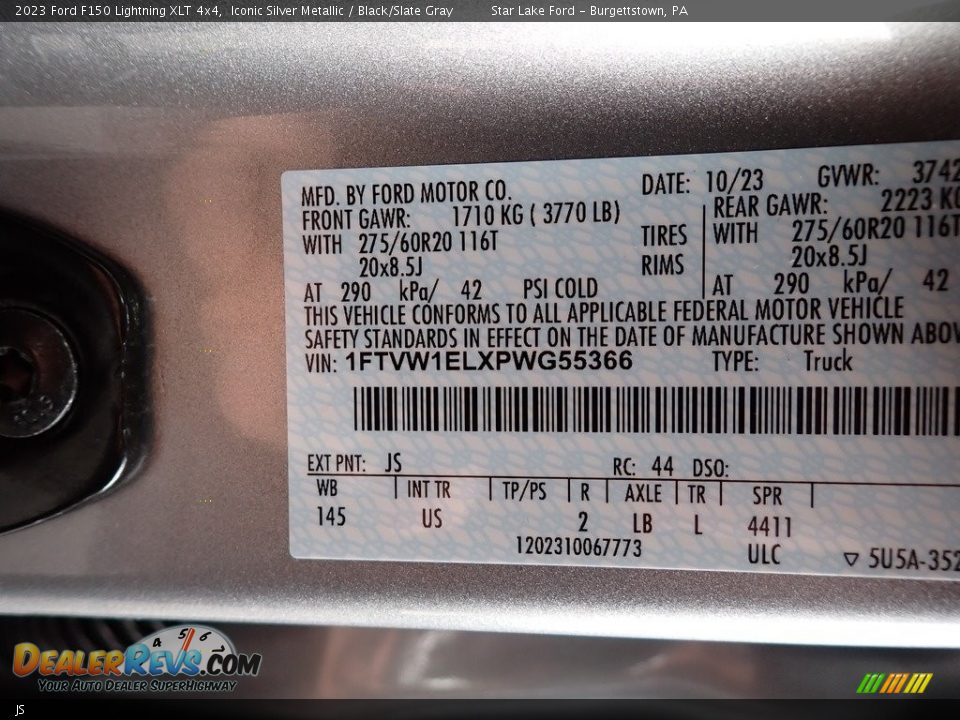 2023 Ford F150 Lightning XLT 4x4, Iconic Silver Metallic / Black/Slate Gray Star Lake Ford - Burgettstown, PA
MFD. BY FORD MOTOR CO. DATE: 10/23 GVWR: 3742
FRONT GAWR: 1710 KG ( 3770 LB) REAR GAWR: 2223 KG
WITH 275/60R20 116T TIRES WITH 275/60R20 116T
20x8.5J RIMS 20x8.5J
AT 290 kPa/ 42 PSI COLD AT 290 kPa/ 42
THIS VEHICLE CONFORMS TO ALL APPLICABLE FEDERAL MOTOR VEHICLE
SAFETY STANDARDS IN EFFECT ON THE DATE OF MANUFACTURE SHOWN ABOV
VIN: 1FTVW1ELXPWG55366 TYPE: Truck
EXT PNT: JS RC: 44 DSO:
WB INT TR TP/PS R AXLE TR SPR
145 US 2 LB L 4411
1202310067773 ULC ▽ 5U5A-352
4 5 6
DEALERREVS.COM
Your Auto Dealer SuperHighway
JS